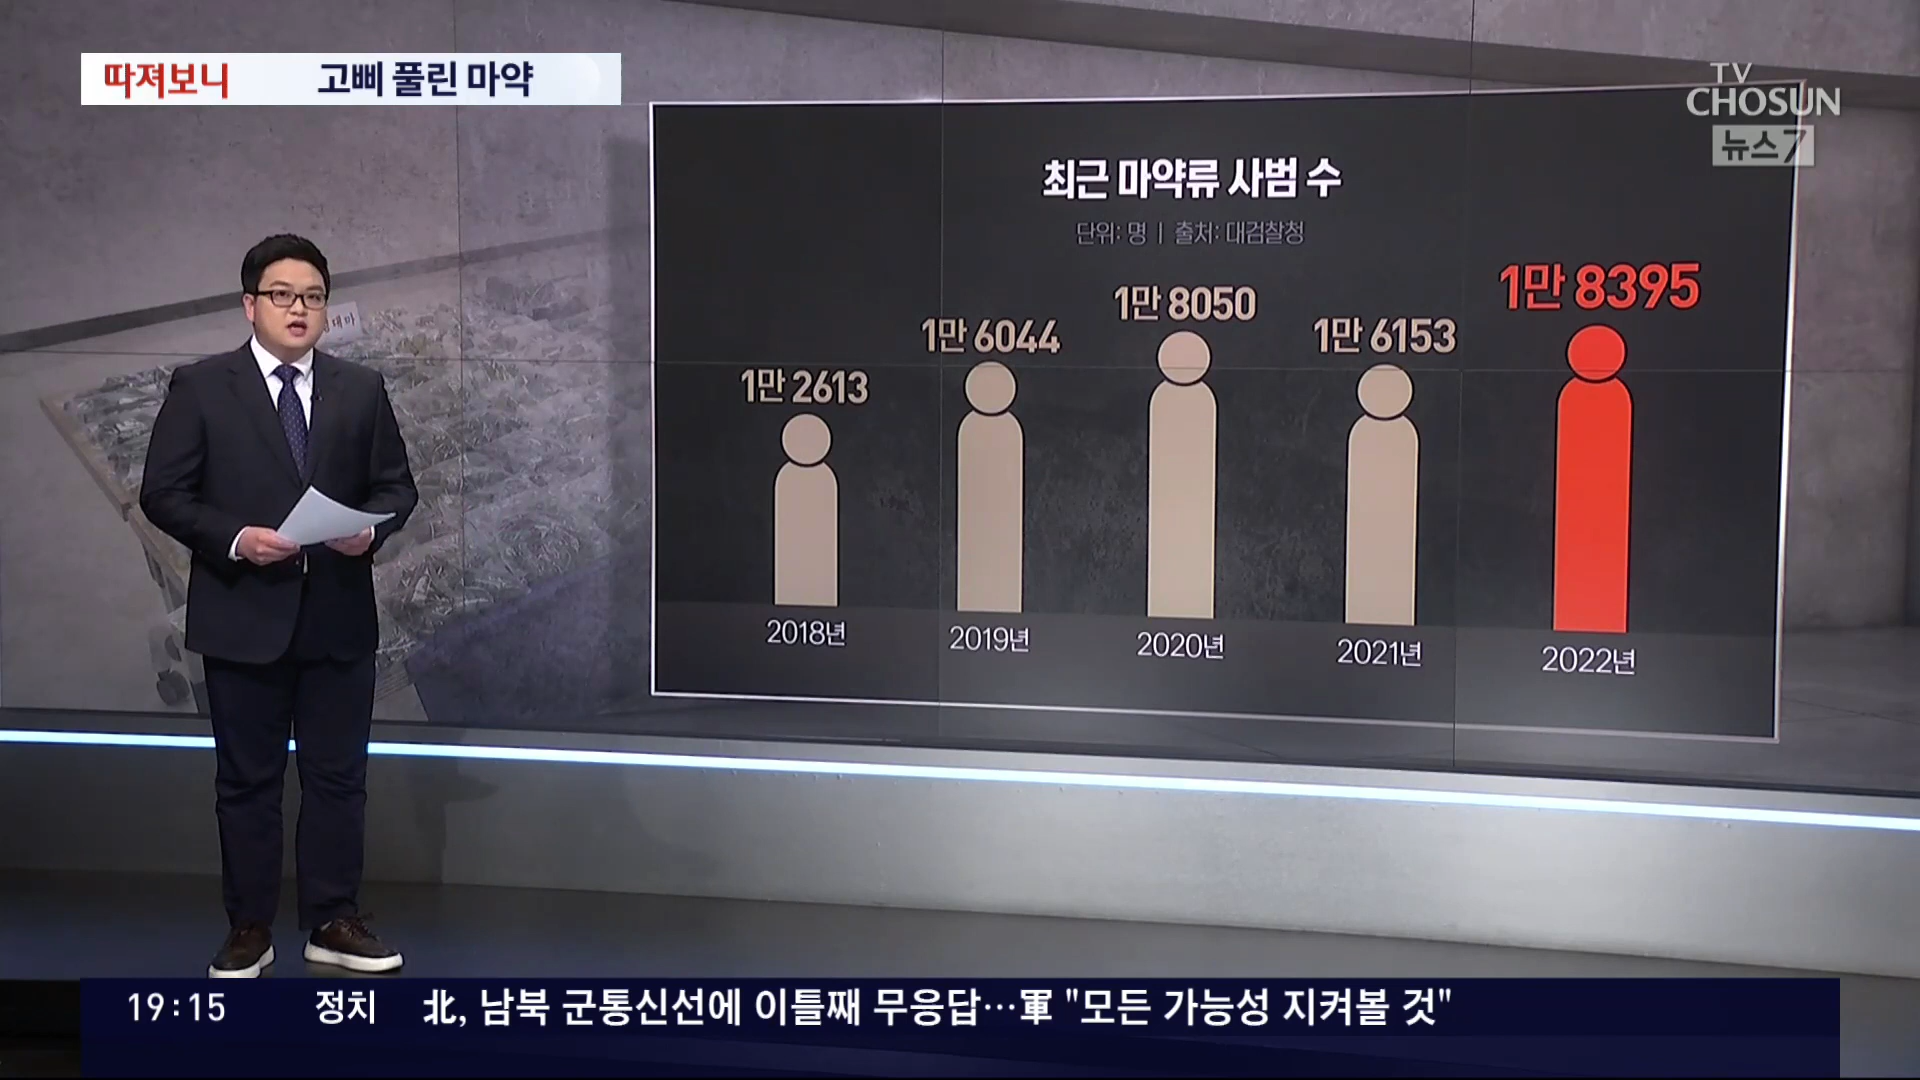 따져보니 고삐 풀린 마약
TV
CHOSUN
뉴스7
최근 마약류 사범 수
단위: 명 | 출처: 대검찰청
1만 2613
1만 6044
1만 8050
1만 6153
1만 8395
2018년
2019년
2020년
2021년
2022년
대마
19:15 정치 北, 남북 군통신선에 이틀째 무응답…軍 "모든 가능성 지켜볼 것"